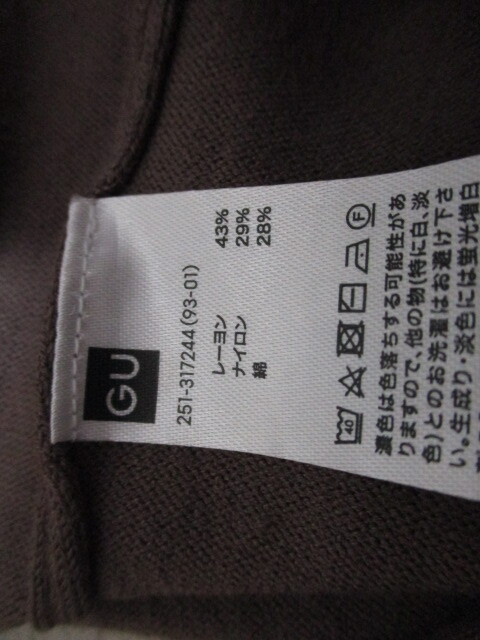 GU
251-317244 (93-01)
レーヨン 43%
ナイロン 29%
綿 28%
40
F
濃色は色落ちする可能性があ
りますので、他の物(特に白、淡
色)とのお洗濯はお避け下さ
い。生成り・淡色には蛍光増白